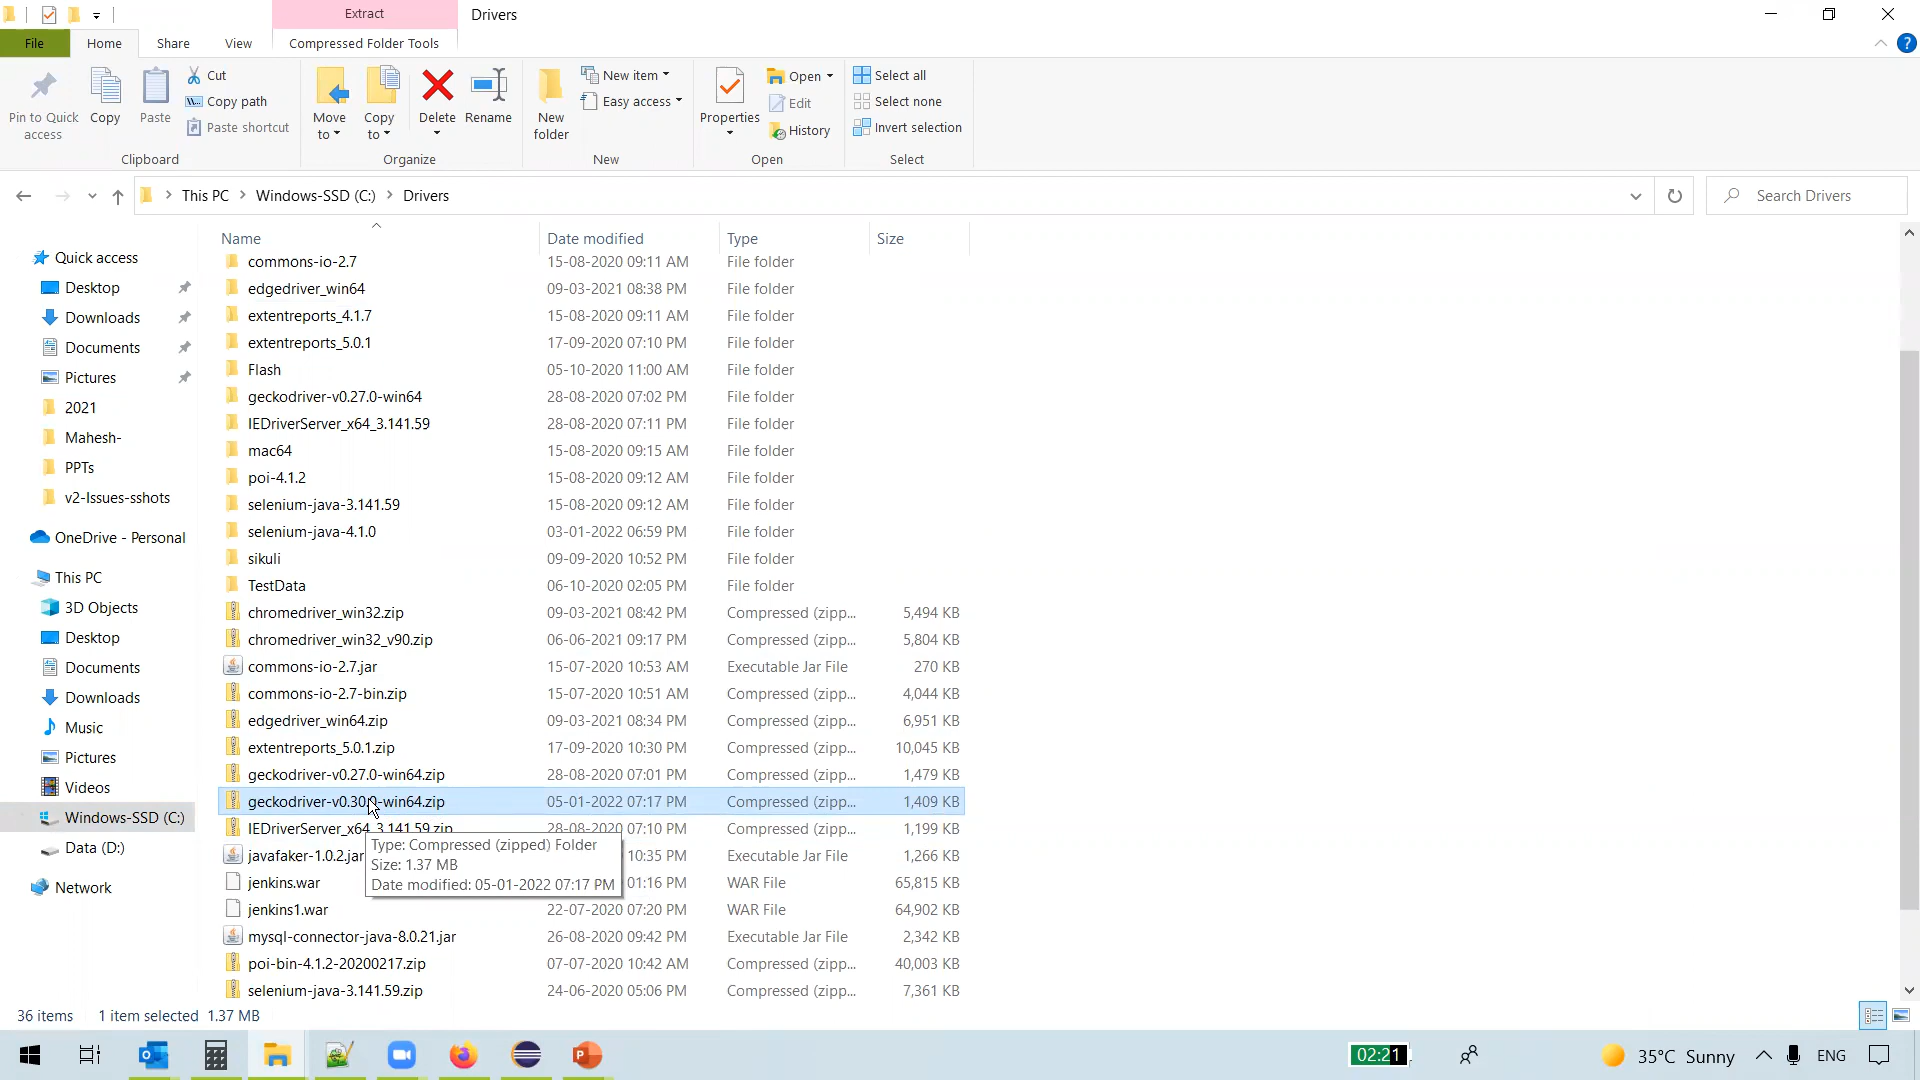 Extract
Drivers
File
Home
Share
View
Compressed Folder Tools
Pin to Quick access
Copy
Paste
Cut
Copy path
Paste shortcut
Clipboard
Move to
Copy to
Delete
Rename
Organize
New folder
New item
Easy access
New
Properties
Open
Edit
History
Open
Select all
Select none
Invert selection
Select
This PC
Windows-SSD (C:)
Drivers
Search Drivers
Quick access
Desktop
Downloads
Documents
Pictures
2021
Mahesh-
PPTs
v2-Issues-sshots
OneDrive - Personal
This PC
3D Objects
Desktop
Documents
Downloads
Music
Pictures
Videos
Windows-SSD (C:)
Data (D:)
Network
Name Date modified Type Size
commons-io-2.7 15-08-2020 09:11 AM File folder
edgedriver_win64 09-03-2021 08:38 PM File folder
extentreports_4.1.7 15-08-2020 09:11 AM File folder
extentreports_5.0.1 17-09-2020 07:10 PM File folder
Flash 05-10-2020 11:00 AM File folder
geckodriver-v0.27.0-win64 28-08-2020 07:02 PM File folder
IEDriverServer_x64_3.141.59 28-08-2020 07:11 PM File folder
mac64 15-08-2020 09:15 AM File folder
poi-4.1.2 15-08-2020 09:12 AM File folder
selenium-java-3.141.59 15-08-2020 09:12 AM File folder
selenium-java-4.1.0 03-01-2022 06:59 PM File folder
sikuli 09-09-2020 10:52 PM File folder
TestData 06-10-2020 02:05 PM File folder
chromedriver_win32.zip 09-03-2021 08:42 PM Compressed (zipp... 5,494 KB
chromedriver_win32_v90.zip 06-06-2021 09:17 PM Compressed (zipp... 5,804 KB
commons-io-2.7.jar 15-07-2020 10:53 AM Executable Jar File 270 KB
commons-io-2.7-bin.zip 15-07-2020 10:51 AM Compressed (zipp... 4,044 KB
edgedriver_win64.zip 09-03-2021 08:34 PM Compressed (zipp... 6,951 KB
extentreports_5.0.1.zip 17-09-2020 10:30 PM Compressed (zipp... 10,045 KB
geckodriver-v0.27.0-win64.zip 28-08-2020 07:01 PM Compressed (zipp... 1,479 KB
geckodriver-v0.30.0-win64.zip 05-01-2022 07:17 PM Compressed (zipp... 1,409 KB
IEDriverServer_x64_3.141.59.zip 28-08-2020 07:10 PM Compressed (zipp... 1,199 KB
javafaker-1.0.2.jar 10:35 PM Executable Jar File 1,266 KB
jenkins.war 01:16 PM WAR File 65,815 KB
jenkins1.war 22-07-2020 07:20 PM WAR File 64,902 KB
mysql-connector-java-8.0.21.jar 26-08-2020 09:42 PM Executable Jar File 2,342 KB
poi-bin-4.1.2-20200217.zip 07-07-2020 10:42 AM Compressed (zipp... 40,003 KB
selenium-java-3.141.59.zip 24-06-2020 05:06 PM Compressed (zipp... 7,361 KB
Type: Compressed (zipped) Folder
Size: 1.37 MB
Date modified: 05-01-2022 07:17 PM
36 items 1 item selected 1.37 MB
02:21
35°C Sunny
ENG